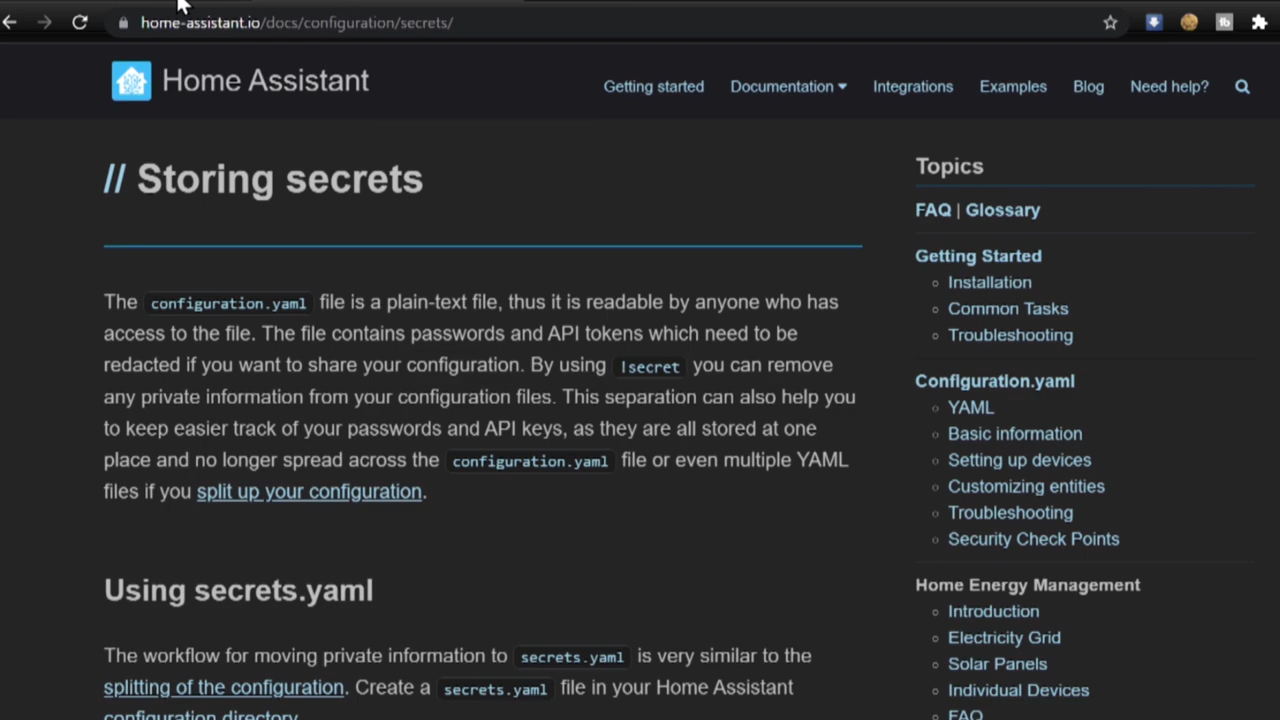 home-assistant.io/docs/configuration/secrets/
Home Assistant
Getting started
Documentation
Integrations
Examples
Blog
Need help?
// Storing secrets
The configuration.yaml file is a plain-text file, thus it is readable by anyone who has
access to the file. The file contains passwords and API tokens which need to be
redacted if you want to share your configuration. By using !secret you can remove
any private information from your configuration files. This separation can also help you
to keep easier track of your passwords and API keys, as they are all stored at one
place and no longer spread across the configuration.yaml file or even multiple YAML
files if you split up your configuration.
Using secrets.yaml
The workflow for moving private information to secrets.yaml is very similar to the
splitting of the configuration. Create a secrets.yaml file in your Home Assistant
configuration directory.
Topics
FAQ | Glossary
Getting Started
Installation
Common Tasks
Troubleshooting
Configuration.yaml
YAML
Basic information
Setting up devices
Customizing entities
Troubleshooting
Security Check Points
Home Energy Management
Introduction
Electricity Grid
Solar Panels
Individual Devices
FAQ